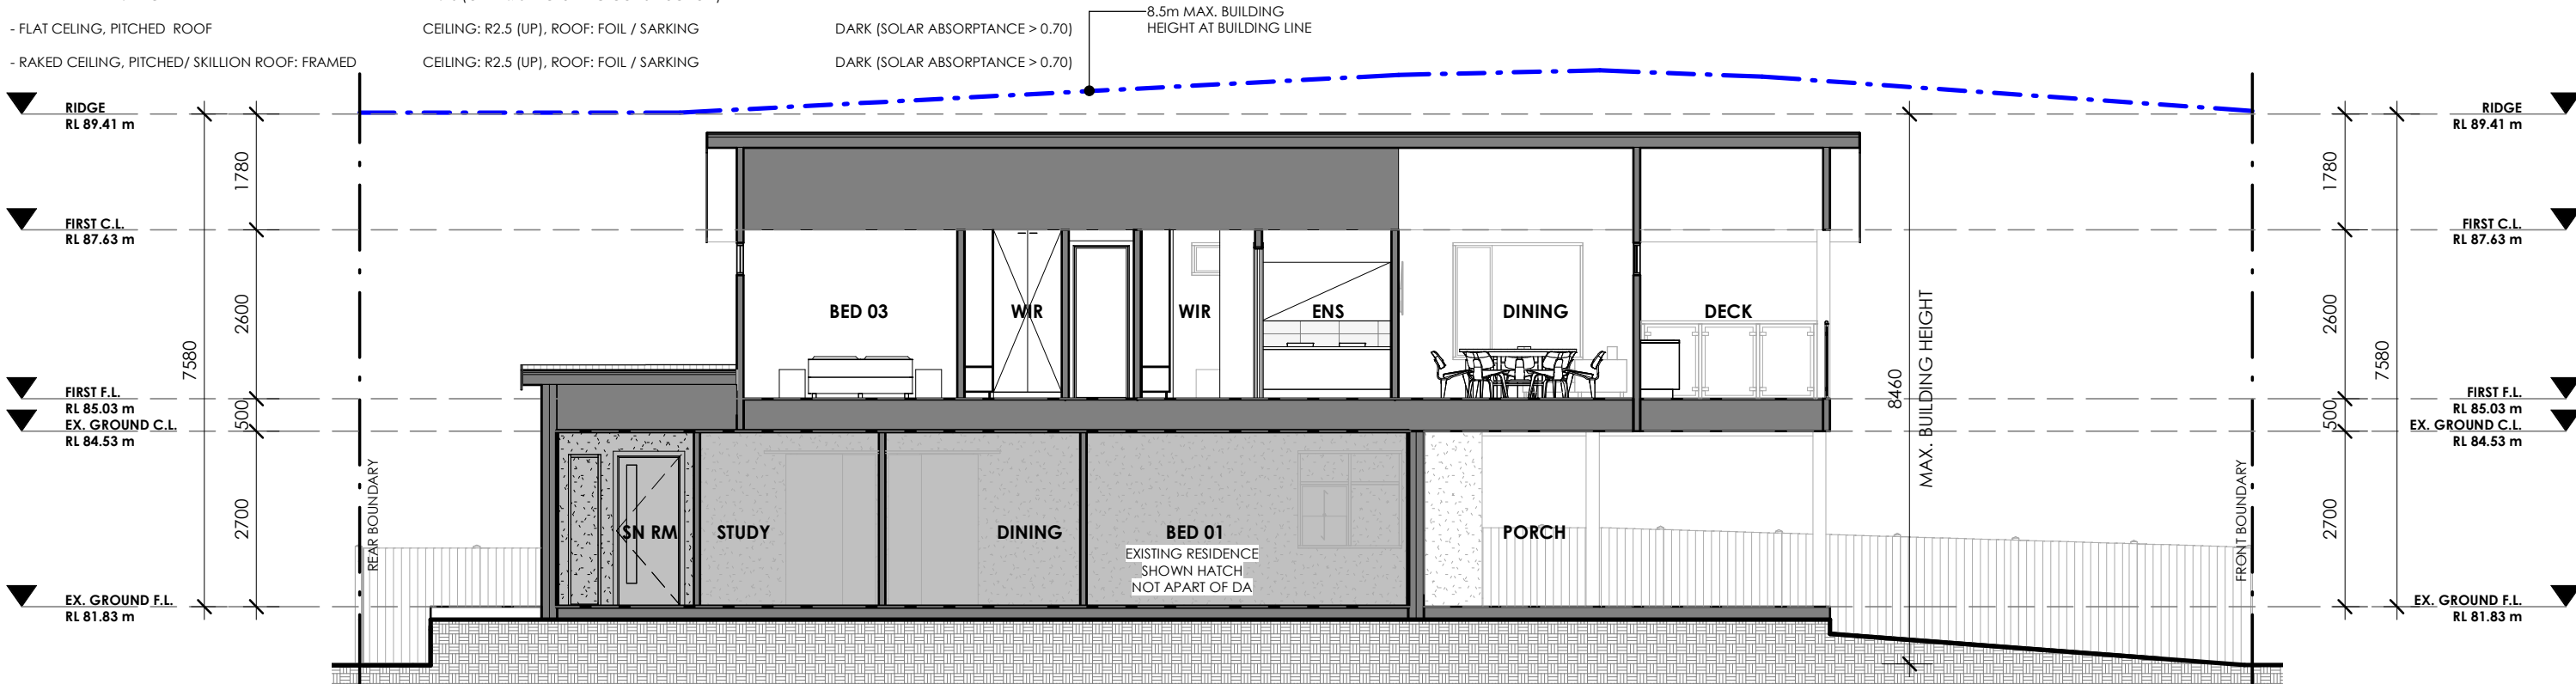 - FLAT CELING, PITCHED ROOF
CEILING: R2.5 (UP), ROOF: FOIL / SARKING
DARK (SOLAR ABSORPTANCE > 0.70)
- RAKED CEILING, PITCHED/ SKILLION ROOF: FRAMED
CEILING: R2.5 (UP), ROOF: FOIL / SARKING
DARK (SOLAR ABSORPTANCE > 0.70)
8.5m MAX. BUILDING
HEIGHT AT BUILDING LINE
RIDGE
RL 89.41 m
FIRST C.L.
RL 87.63 m
FIRST F.L.
RL 85.03 m
EX. GROUND C.L.
RL 84.53 m
EX. GROUND F.L.
RL 81.83 m
7580
1780
2600
500
2700
REAR BOUNDARY
BED 03
WIR
WIR
ENS
DINING
DECK
SN RM
STUDY
DINING
BED 01
EXISTING RESIDENCE
SHOWN HATCH
NOT APART OF DA
PORCH
8460
MAX. BUILDING HEIGHT
FRONT BOUNDARY
1780
2600
500
2700
7580
RIDGE
RL 89.41 m
FIRST C.L.
RL 87.63 m
FIRST F.L.
RL 85.03 m
EX. GROUND C.L.
RL 84.53 m
EX. GROUND F.L.
RL 81.83 m